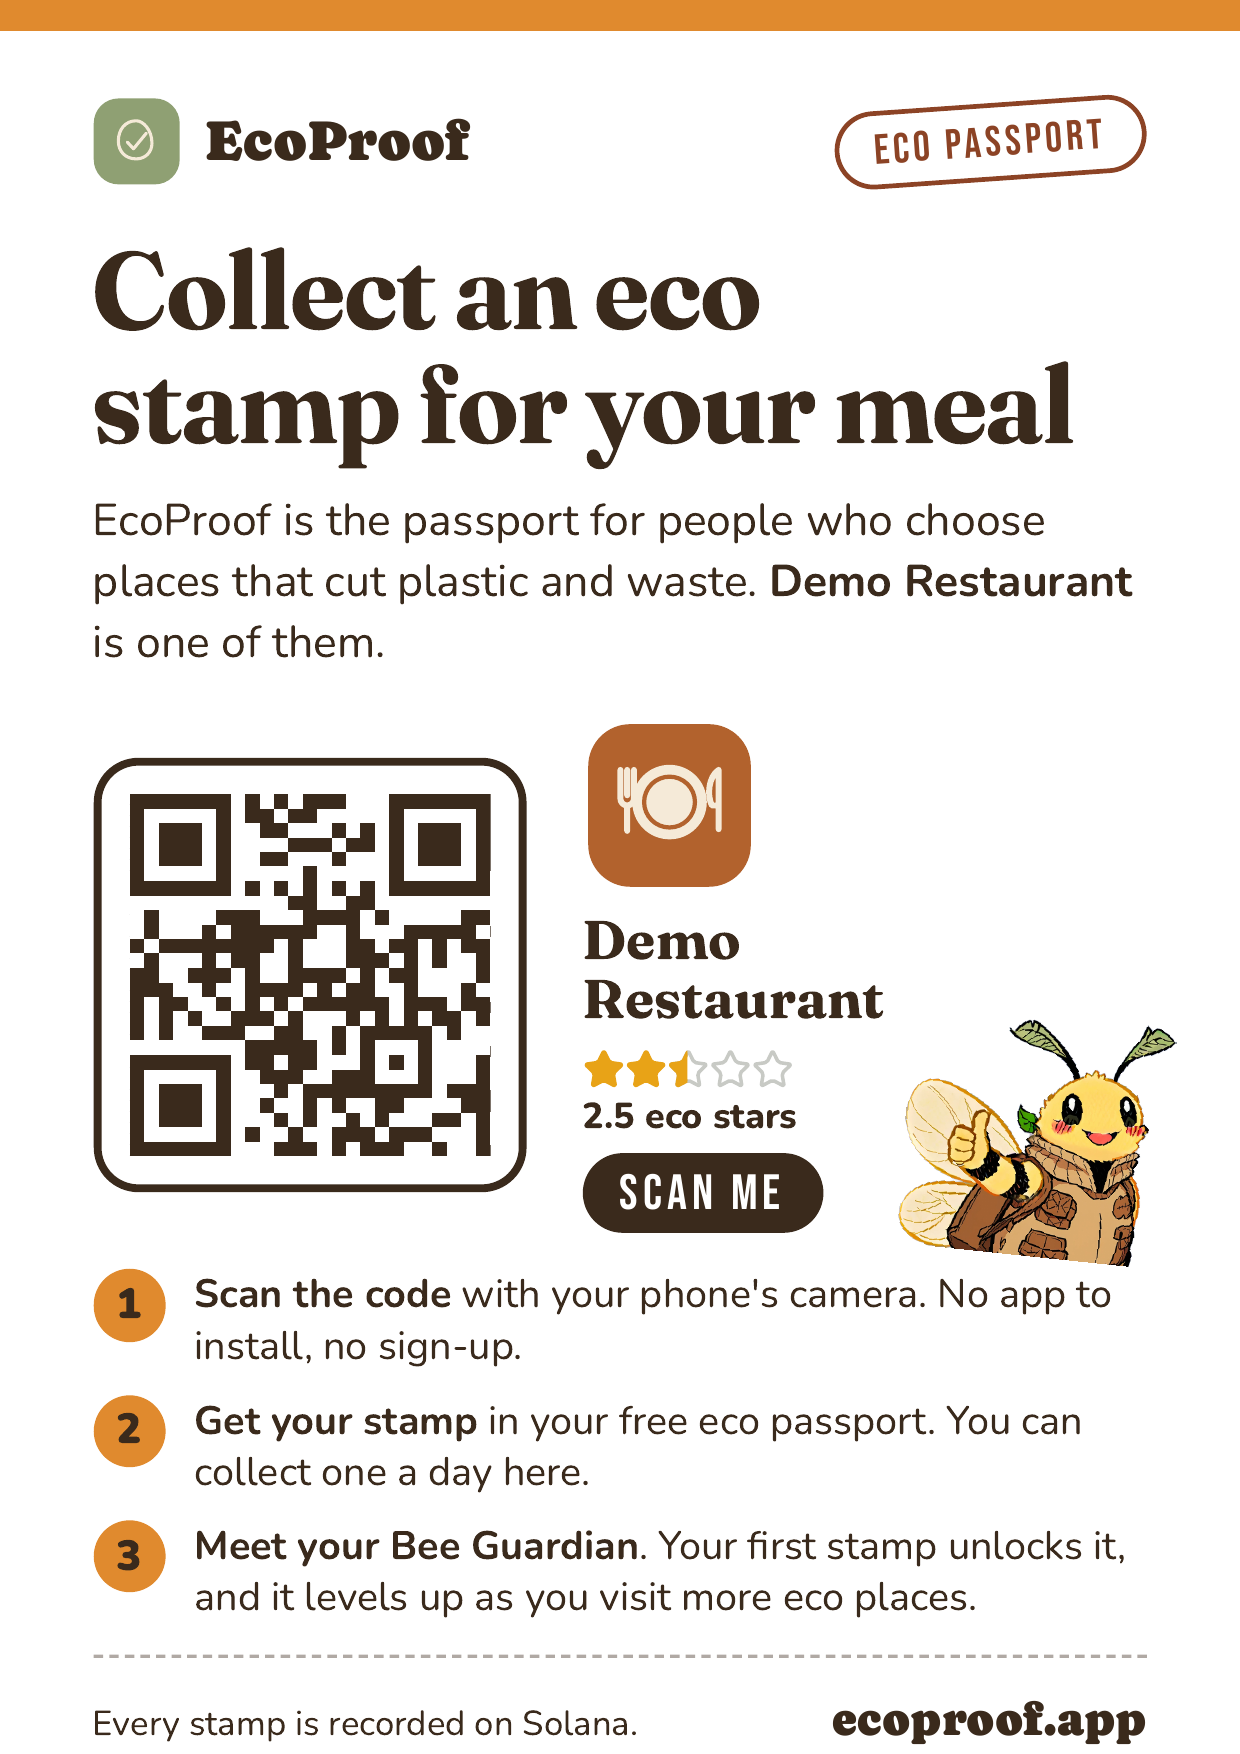 EcoProof
ECO PASSPORT
Collect an eco
stamp for your meal
EcoProof is the passport for people who choose
places that cut plastic and waste. Demo Restaurant
is one of them.
Demo
Restaurant
2.5 eco stars
SCAN ME
1
Scan the code with your phone's camera. No app to
install, no sign-up.
2
Get your stamp in your free eco passport. You can
collect one a day here.
3
Meet your Bee Guardian. Your first stamp unlocks it,
and it levels up as you visit more eco places.
Every stamp is recorded on Solana.
ecoproof.app